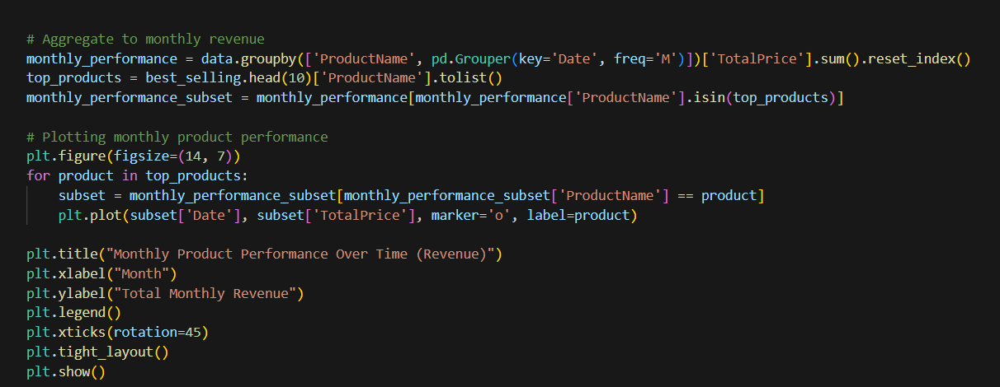 # Aggregate to monthly revenue
monthly_performance = data.groupby(['ProductName', pd.Grouper(key='Date', freq='M')])['TotalPrice'].sum().reset_index()
top_products = best_selling.head(10)['ProductName'].tolist()
monthly_performance_subset = monthly_performance[monthly_performance['ProductName'].isin(top_products)]

# Plotting monthly product performance
plt.figure(figsize=(14, 7))
for product in top_products:
    subset = monthly_performance_subset[monthly_performance_subset['ProductName'] == product]
    plt.plot(subset['Date'], subset['TotalPrice'], marker='o', label=product)

plt.title("Monthly Product Performance Over Time (Revenue)")
plt.xlabel("Month")
plt.ylabel("Total Monthly Revenue")
plt.legend()
plt.xticks(rotation=45)
plt.tight_layout()
plt.show()